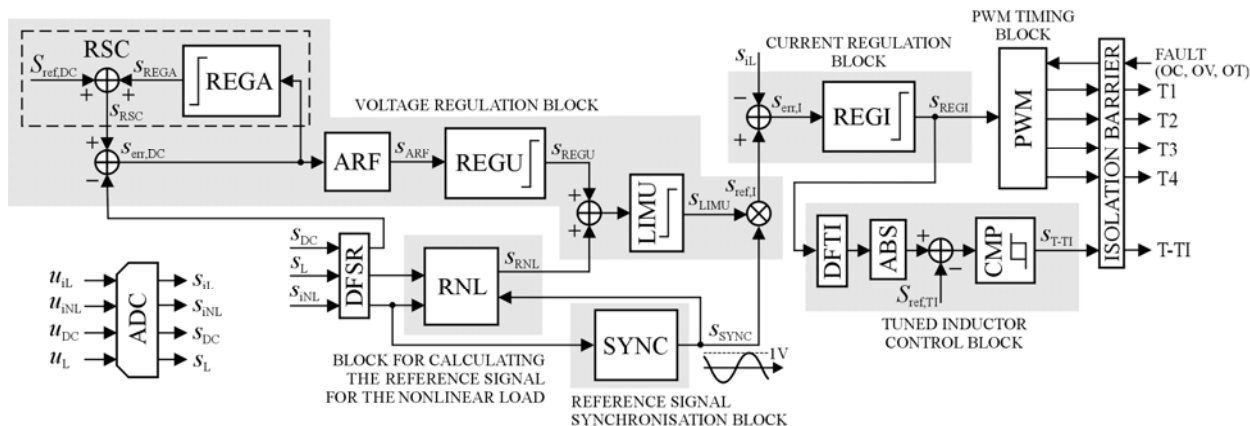 RSC
S_ref,DC
s_REGA
REGA
+
+
s_RSC
+
−
s_err,DC
VOLTAGE REGULATION BLOCK
ARF
s_ARF
REGU
s_REGU
+
+
LIMU
s_LIMU
s_ref,I
s_iL
−
+
CURRENT REGULATION
BLOCK
s_err,I
REGI
s_REGI
PWM TIMING
BLOCK
PWM
ISOLATION BARRIER
FAULT
(OC, OV, OT)
T1
T2
T3
T4
T-TI
DFTI
ABS
+
−
S_ref,TI
CMP
s_T-TI
TUNED INDUCTOR
CONTROL BLOCK
s_DC
s_L
s_iNL
DFSR
RNL
s_RNL
BLOCK FOR CALCULATING
THE REFERENCE SIGNAL
FOR THE NONLINEAR LOAD
SYNC
s_SYNC
1V
REFERENCE SIGNAL
SYNCHRONISATION BLOCK
u_iL
u_iNL
u_DC
u_L
ADC
s_iL
s_iNL
s_DC
s_L